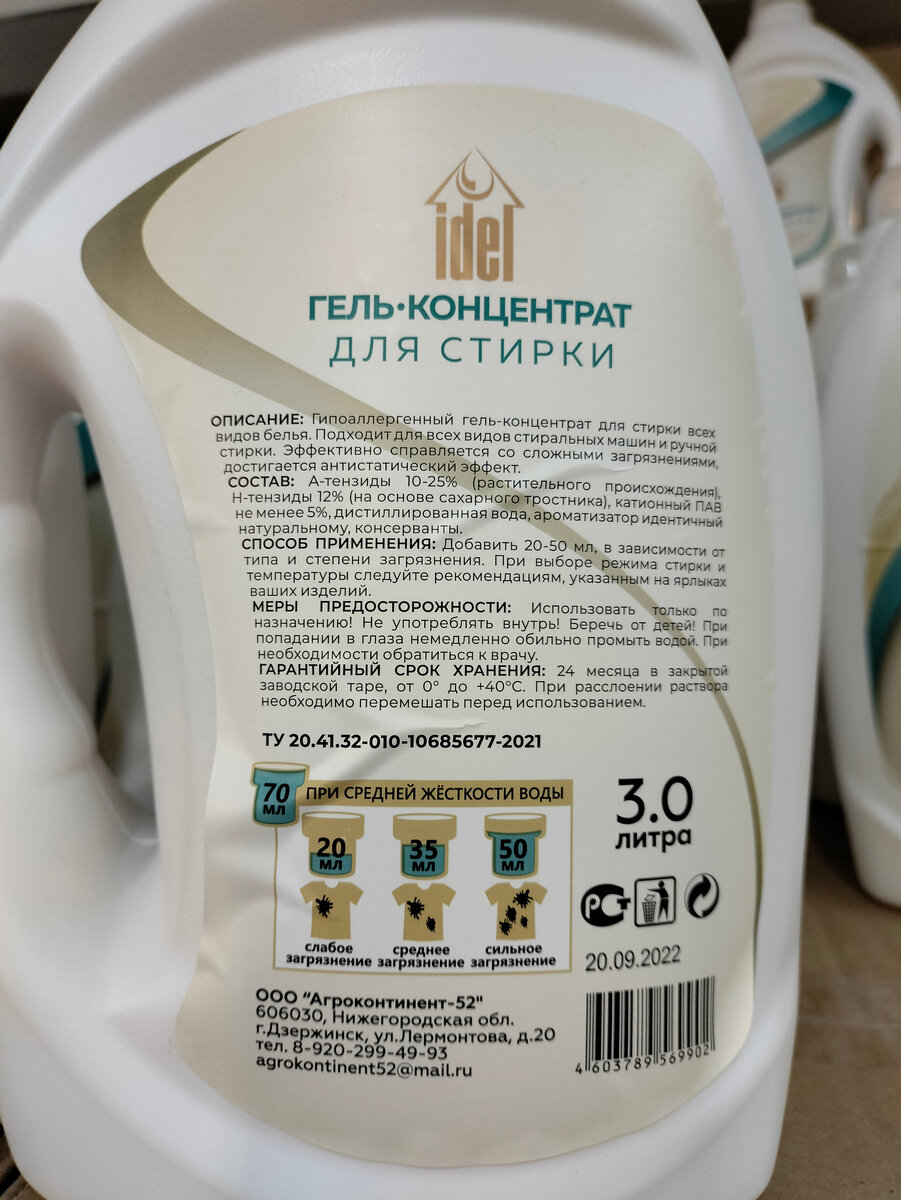 idel
ГЕЛЬ•КОНЦЕНТРАТ
ДЛЯ СТИРКИ
ОПИСАНИЕ: Гипоаллергенный гель-концентрат для стирки всех
видов белья. Подходит для всех видов стиральных машин и ручной
стирки. Эффективно справляется со сложными загрязнениями,
достигается антистатический эффект.
СОСТАВ: А-тензиды 10-25% (растительного происхождения),
Н-тензиды 12% (на основе сахарного тростника), катионный ПАВ
не менее 5%, дистиллированная вода, ароматизатор идентичный
натуральному, консерванты.
СПОСОБ ПРИМЕНЕНИЯ: Добавить 20-50 мл, в зависимости от
типа и степени загрязнения. При выборе режима стирки и
температуры следуйте рекомендациям, указанным на ярлыках
ваших изделий.
МЕРЫ ПРЕДОСТОРОЖНОСТИ: Использовать только по
назначению! Не употреблять внутрь! Беречь от детей! При
попадании в глаза немедленно обильно промыть водой. При
необходимости обратиться к врачу.
ГАРАНТИЙНЫЙ СРОК ХРАНЕНИЯ: 24 месяца в закрытой
заводской таре, от 0° до +40°С. При расслоении раствора
необходимо перемешать перед использованием.
ТУ 20.41.32-010-10685677-2021
70 МЛ
ПРИ СРЕДНЕЙ ЖЁСТКОСТИ ВОДЫ
20 МЛ
35 МЛ
50 МЛ
слабое загрязнение
среднее загрязнение
сильное загрязнение
3.0
литра
РСТ
20.09.2022
ООО "Агроконтинент-52"
606030, Нижегородская обл.
г.Дзержинск, ул.Лермонтова, д.20
тел. 8-920-299-49-93
agrokontinent52@mail.ru
4 603789 569902